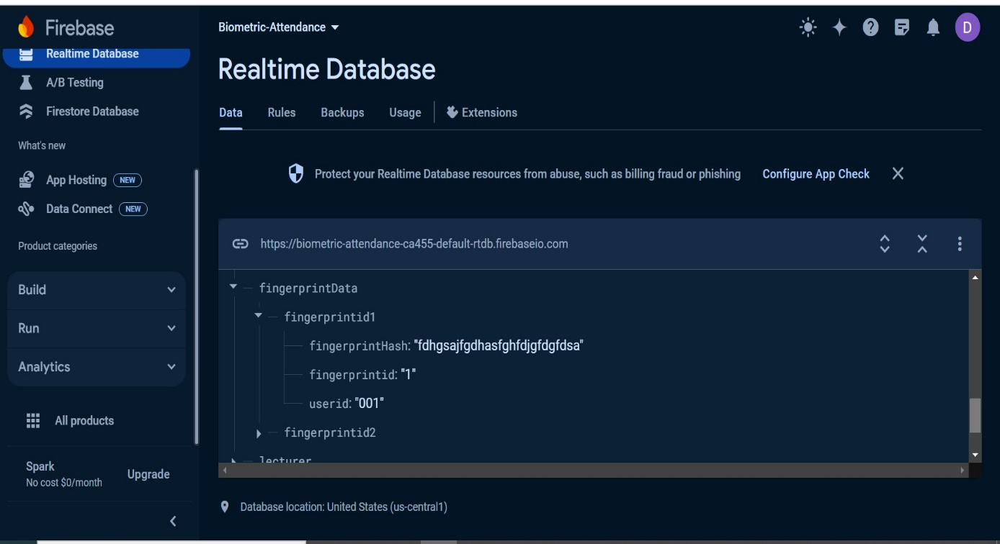 Firebase
Biometric-Attendance
D
Realtime Database
A/B Testing
Firestore Database
What's new
App Hosting NEW
Data Connect NEW
Product categories
Build
Run
Analytics
All products
Spark
No cost $0/month
Upgrade
Realtime Database
Data Rules Backups Usage Extensions
Protect your Realtime Database resources from abuse, such as billing fraud or phishing Configure App Check
https://biometric-attendance-ca455-default-rtdb.firebaseio.com
fingerprintData
fingerprintid1
fingerprintHash: "fdhgsajfgdhasfghfdjgfdgfdsa"
fingerprintid: "1"
userid: "001"
fingerprintid2
lecturer
Database location: United States (us-central1)